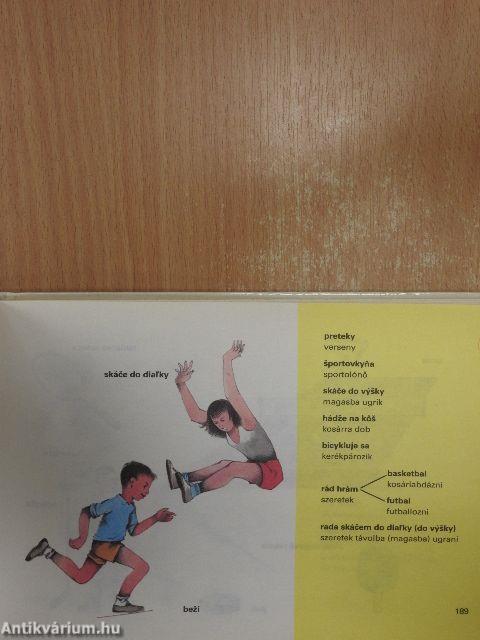 skáče do diaľky
beží
preteky
verseny
športovkyňa
sportolónő
skáče do výšky
magasba ugrik
hádže na kôš
kosárra dob
bicykluje sa
kerékpározik
rád hrám
szeretek
basketbal
kosárlabdázni
futbal
futballozni
rada skáčem do diaľky (do výšky)
szeretek távolba (magasba) ugrani
189
Antikvárium.hu